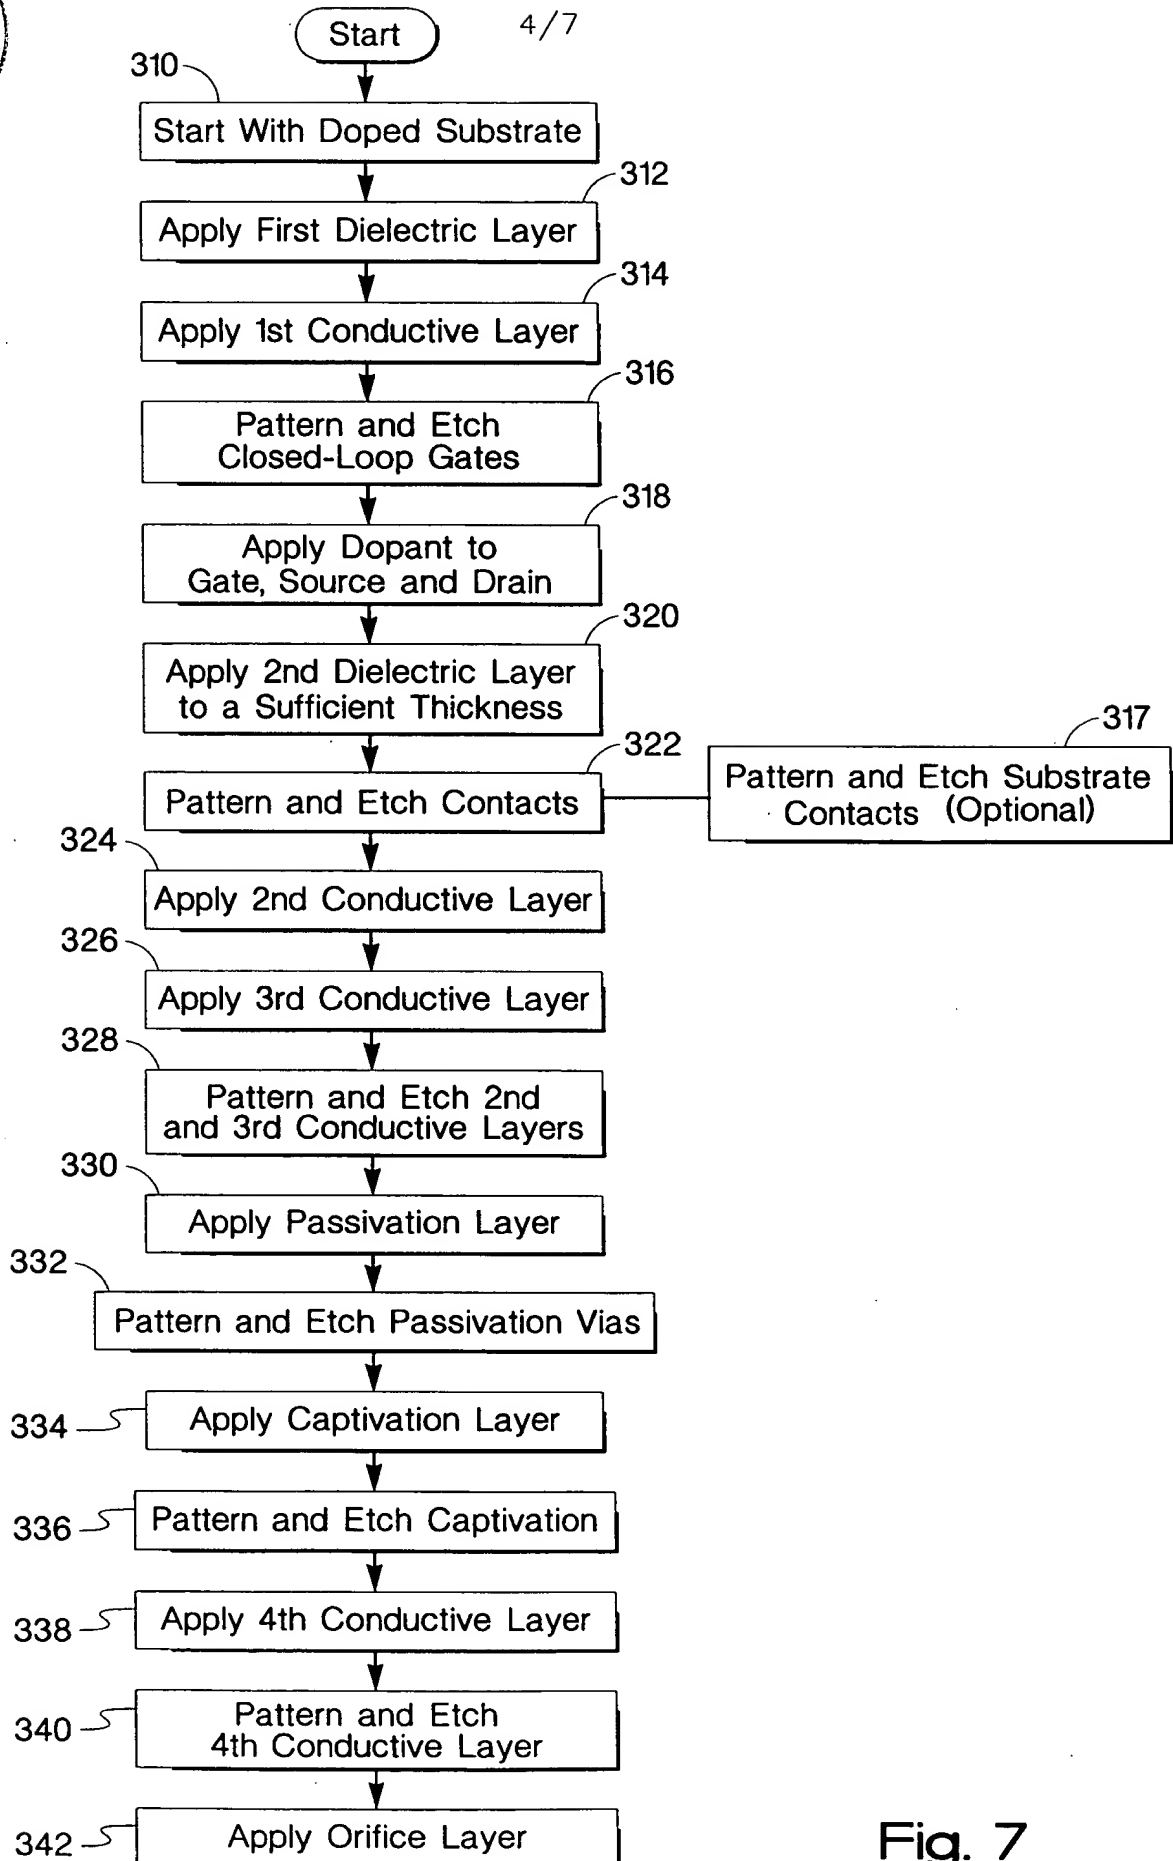 4/7
Start
310
Start With Doped Substrate
312
Apply First Dielectric Layer
314
Apply 1st Conductive Layer
316
Pattern and Etch
Closed-Loop Gates
318
Apply Dopant to
Gate, Source and Drain
320
Apply 2nd Dielectric Layer
to a Sufficient Thickness
322
Pattern and Etch Contacts
317
Pattern and Etch Substrate
Contacts (Optional)
324
Apply 2nd Conductive Layer
326
Apply 3rd Conductive Layer
328
Pattern and Etch 2nd
and 3rd Conductive Layers
330
Apply Passivation Layer
332
Pattern and Etch Passivation Vias
334
Apply Captivation Layer
336
Pattern and Etch Captivation
338
Apply 4th Conductive Layer
340
Pattern and Etch
4th Conductive Layer
342
Apply Orifice Layer
Fig. 7